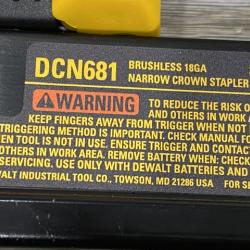 DCN681 BRUSHLESS 18GA
NARROW CROWN STAPLER
WARNING TO REDUCE THE RISK O
AND OTHERS IN WORK A
KEEP FINGERS AWAY FROM TRIGGER WHEN NOT
TRIGGERING METHOD IS IMPORTANT. CHECK MANUAL
EN TOOL IS NOT IN USE. ENSURE TRIGGER AND CONTACT
OTHERS IN WORK AREA. REMOVE BATTERY WHEN: CHECK
SERVICING. USE ONLY WITH DEWALT BATTERIES AND
WALT INDUSTRIAL TOOL CO., TOWSON, MD 21286 USA FOR S